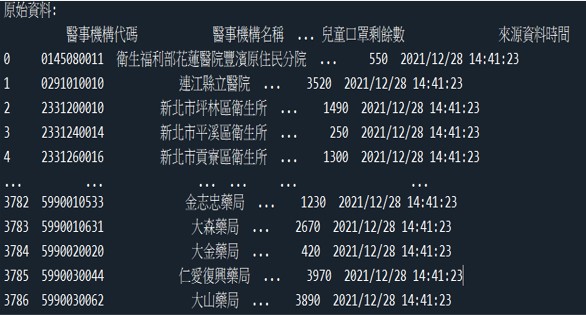 原始資料:
醫事機構代碼 醫事機構名稱 ... 兒童口罩剩餘數 來源資料時間
0 0145080011 衛生福利部花蓮醫院豐濱原住民分院 ... 550 2021/12/28 14:41:23
1 0291010010 連江縣立醫院 ... 3520 2021/12/28 14:41:23
2 2331200010 新北市坪林區衛生所 ... 1490 2021/12/28 14:41:23
3 2331240014 新北市平溪區衛生所 ... 250 2021/12/28 14:41:23
4 2331260016 新北市貢寮區衛生所 ... 1300 2021/12/28 14:41:23
... ... ... ... ... ...
3782 5990010533 金志忠藥局 ... 1230 2021/12/28 14:41:23
3783 5990010631 大森藥局 ... 2670 2021/12/28 14:41:23
3784 5990020020 大金藥局 ... 420 2021/12/28 14:41:23
3785 5990030044 仁愛復興藥局 ... 3970 2021/12/28 14:41:23
3786 5990030062 大山藥局 ... 3890 2021/12/28 14:41:23